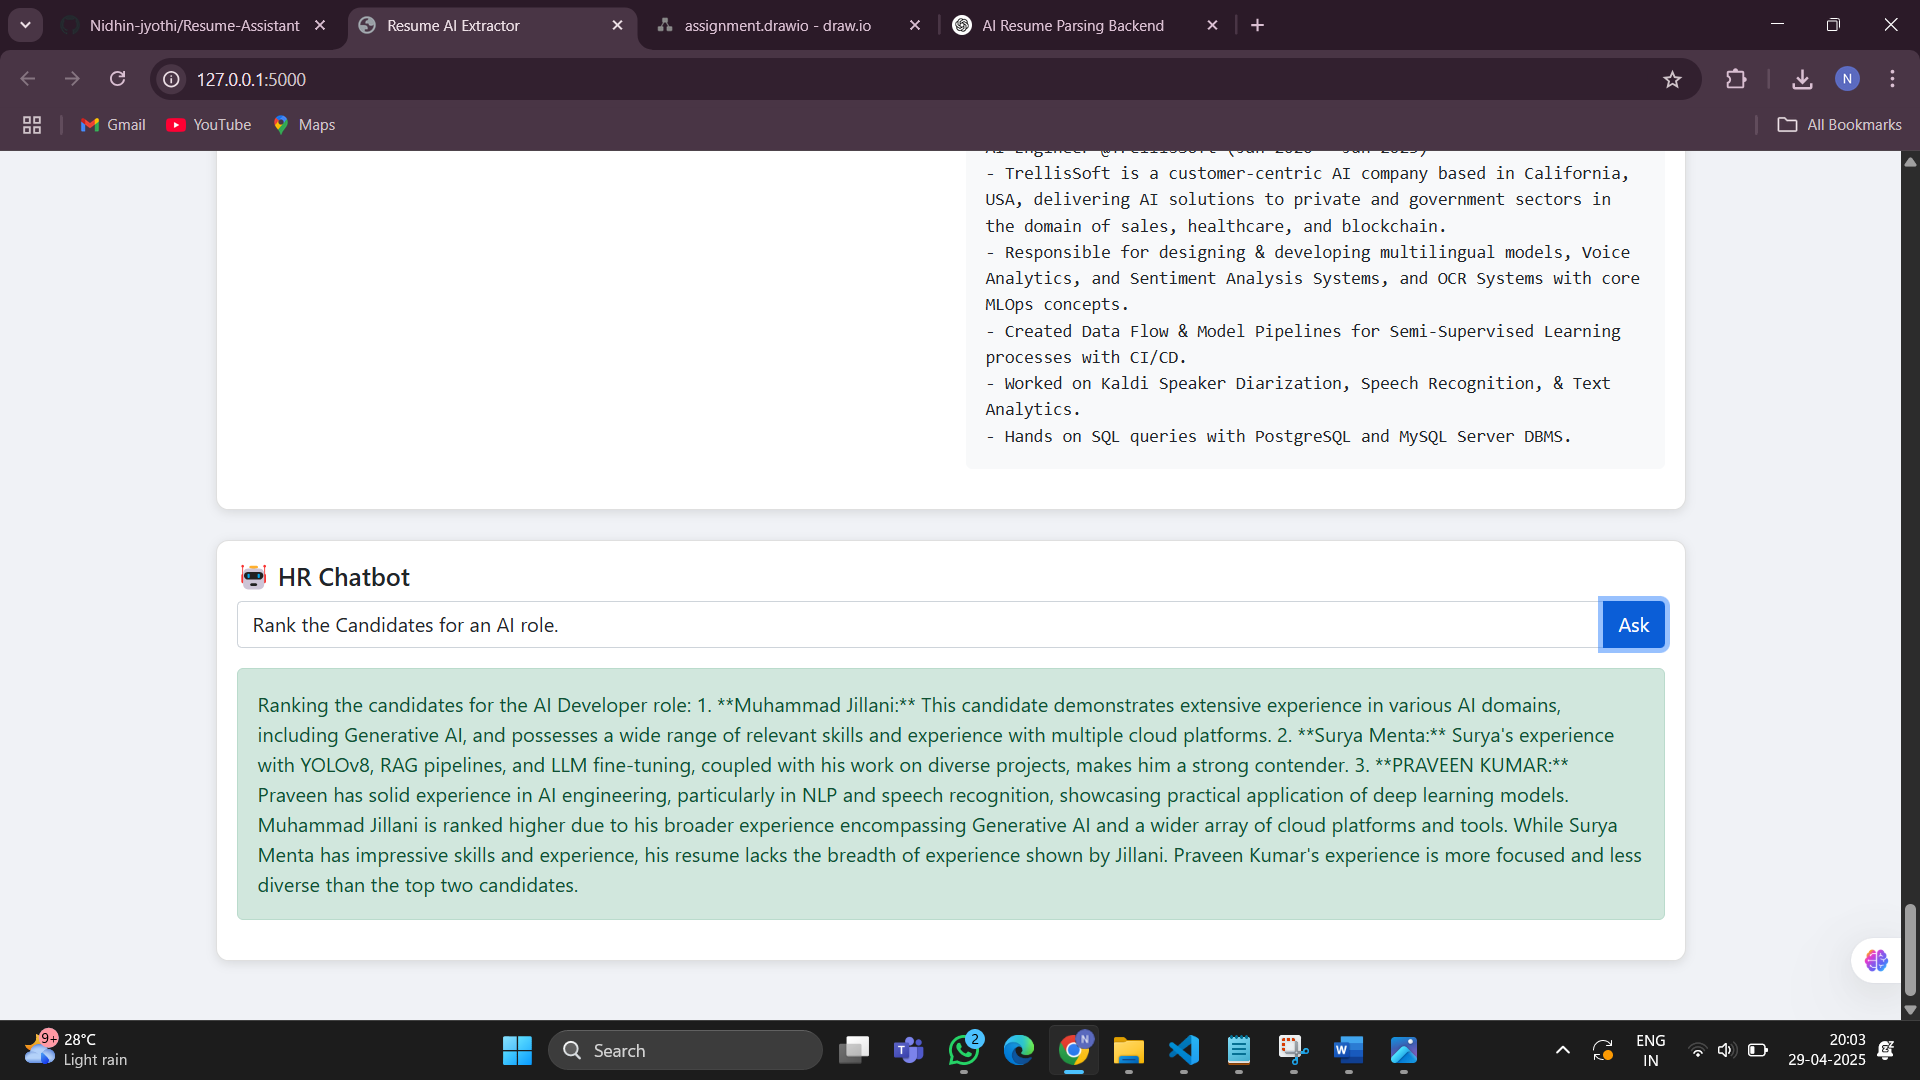 Nidhin-jyothi/Resume-Assistant
Resume AI Extractor
assignment.drawio - draw.io
AI Resume Parsing Backend
127.0.0.1:5000
N
Gmail
YouTube
Maps
All Bookmarks
- TrellisSoft is a customer-centric AI company based in California,
USA, delivering AI solutions to private and government sectors in
the domain of sales, healthcare, and blockchain.
- Responsible for designing & developing multilingual models, Voice
Analytics, and Sentiment Analysis Systems, and OCR Systems with core
MLOps concepts.
- Created Data Flow & Model Pipelines for Semi-Supervised Learning
processes with CI/CD.
- Worked on Kaldi Speaker Diarization, Speech Recognition, & Text
Analytics.
- Hands on SQL queries with PostgreSQL and MySQL Server DBMS.
HR Chatbot
Rank the Candidates for an AI role.
Ask
Ranking the candidates for the AI Developer role: 1. **Muhammad Jillani:** This candidate demonstrates extensive experience in various AI domains,
including Generative AI, and possesses a wide range of relevant skills and experience with multiple cloud platforms. 2. **Surya Menta:** Surya's experience
with YOLOv8, RAG pipelines, and LLM fine-tuning, coupled with his work on diverse projects, makes him a strong contender. 3. **PRAVEEN KUMAR:**
Praveen has solid experience in AI engineering, particularly in NLP and speech recognition, showcasing practical application of deep learning models.
Muhammad Jillani is ranked higher due to his broader experience encompassing Generative AI and a wider array of cloud platforms and tools. While Surya
Menta has impressive skills and experience, his resume lacks the breadth of experience shown by Jillani. Praveen Kumar's experience is more focused and less
diverse than the top two candidates.
9+
28°C
Light rain
Search
2
N
ENG
IN
20:03
29-04-2025